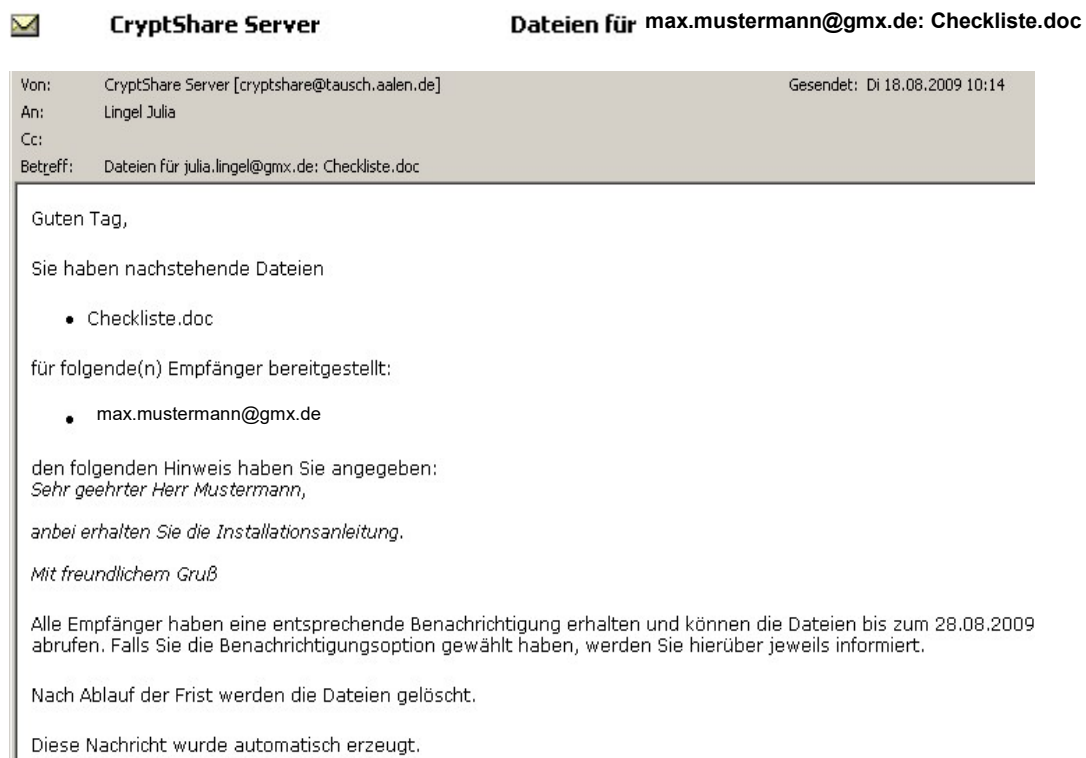 CryptShare Server Dateien für max.mustermann@gmx.de: Checkliste.doc
Von: CryptShare Server [cryptshare@tausch.aalen.de] Gesendet: Di 18.08.2009 10:14
An: Lingel Julia
Cc:
Betreff: Dateien für julia.lingel@gmx.de: Checkliste.doc
Guten Tag,
Sie haben nachstehende Dateien
• Checkliste.doc
für folgende(n) Empfänger bereitgestellt:
• max.mustermann@gmx.de
den folgenden Hinweis haben Sie angegeben:
Sehr geehrter Herr Mustermann,
anbei erhalten Sie die Installationsanleitung.
Mit freundlichem Gruß
Alle Empfänger haben eine entsprechende Benachrichtigung erhalten und können die Dateien bis zum 28.08.2009
abrufen. Falls Sie die Benachrichtigungsoption gewählt haben, werden Sie hierüber jeweils informiert.
Nach Ablauf der Frist werden die Dateien gelöscht.
Diese Nachricht wurde automatisch erzeugt.